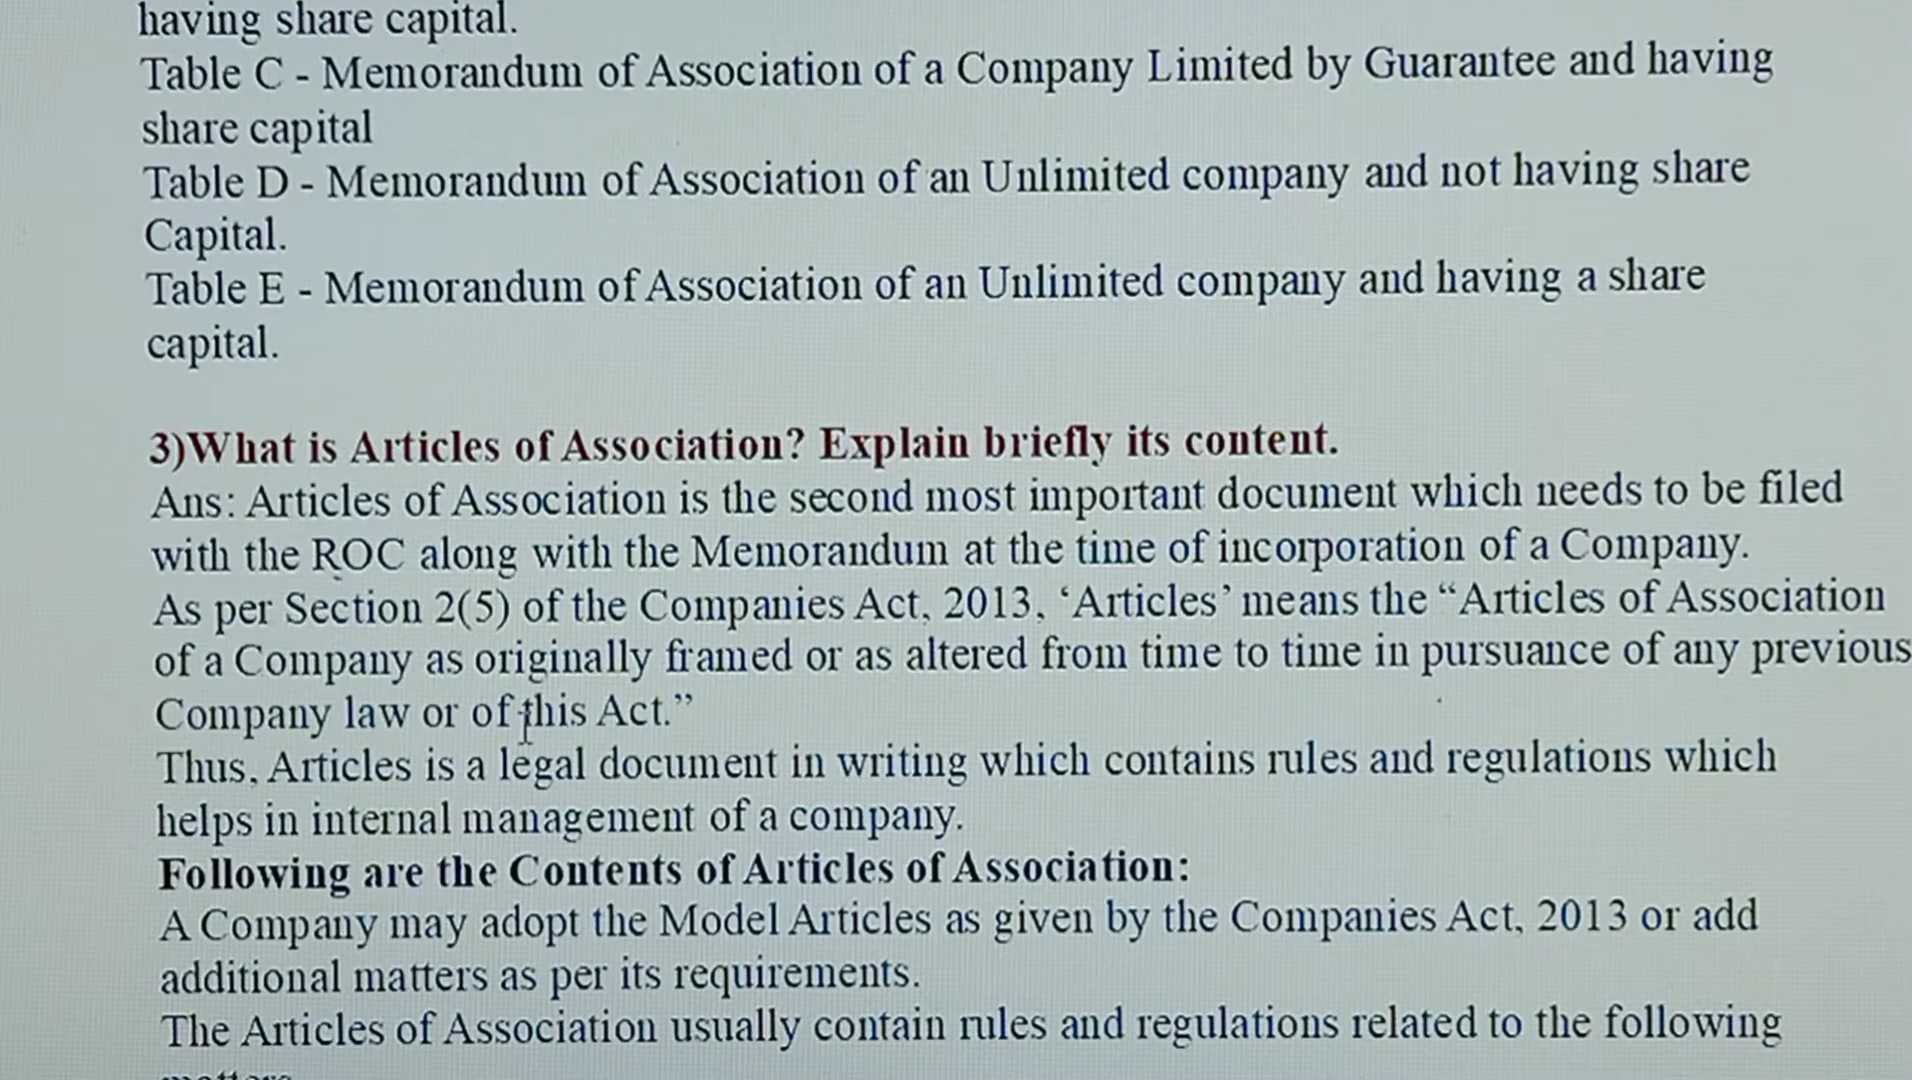 having share capital.
Table C - Memorandum of Association of a Company Limited by Guarantee and having
share capital
Table D - Memorandum of Association of an Unlimited company and not having share
Capital.
Table E - Memorandum of Association of an Unlimited company and having a share
capital.
3)What is Articles of Association? Explain briefly its content.
Ans: Articles of Association is the second most important document which needs to be filed
with the ROC along with the Memorandum at the time of incorporation of a Company.
As per Section 2(5) of the Companies Act, 2013, ‘Articles’ means the “Articles of Association
of a Company as originally framed or as altered from time to time in pursuance of any previous
Company law or of this Act.”
Thus, Articles is a legal document in writing which contains rules and regulations which
helps in internal management of a company.
Following are the Contents of Articles of Association:
A Company may adopt the Model Articles as given by the Companies Act, 2013 or add
additional matters as per its requirements.
The Articles of Association usually contain rules and regulations related to the following